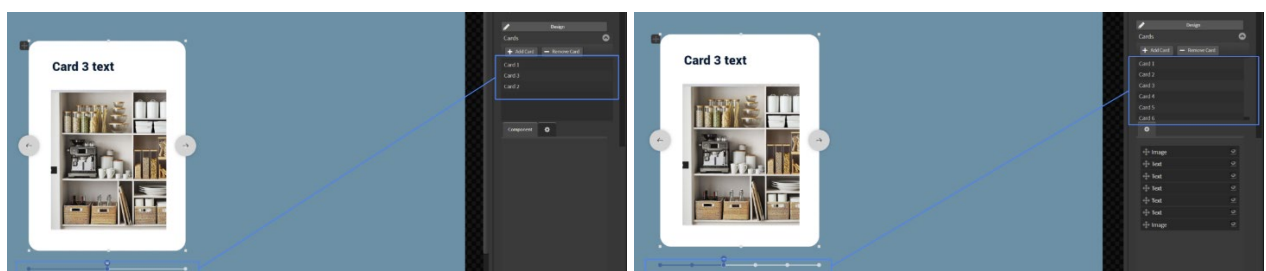 Design
Cards
+ Add Card - Remove Card
Card 1
Card 3
Card 2
Component
Card 3 text
Design
Cards
+ Add Card - Remove Card
Card 1
Card 2
Card 3
Card 4
Card 5
Card 6
Image
Text
Text
Text
Text
Text
Image
Card 3 text